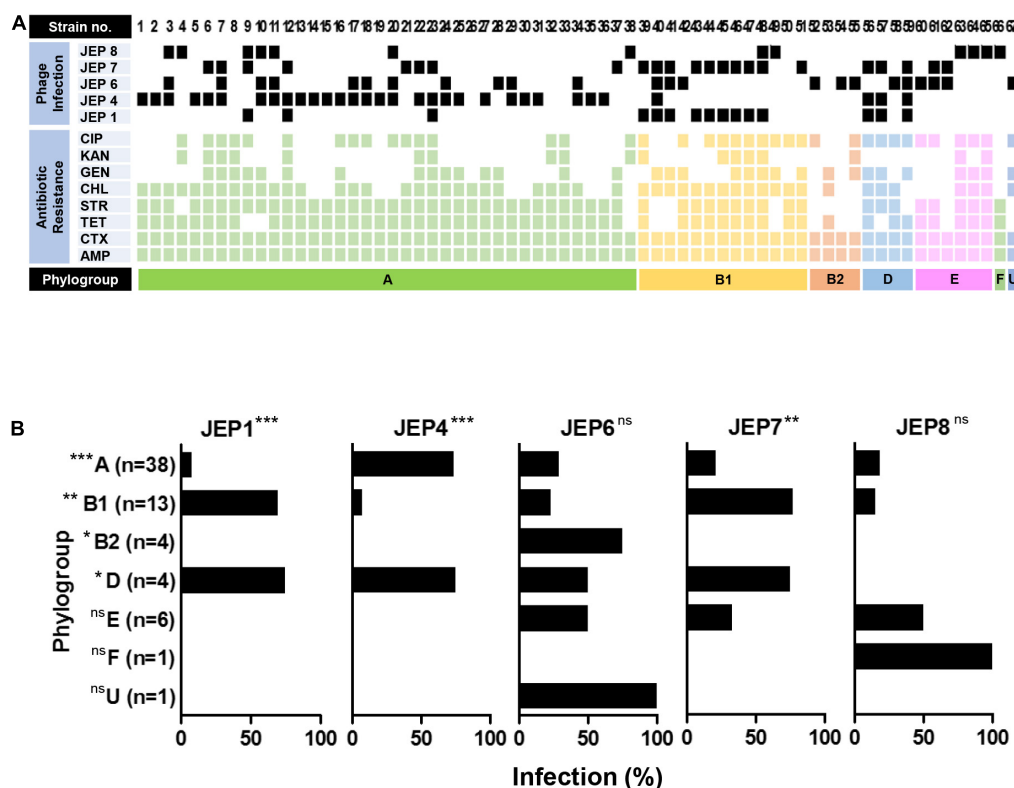 A
Strain no. 1 2 3 4 5 6 7 8 9 10 11 12 13 14 15 16 17 18 19 20 21 22 23 24 25 26 27 28 29 30 31 32 33 34 35 36 37 38 39 40 41 42 43 44 45 46 47 48 49 50 51 52 53 54 55 56 57 58 59 60 61 62 63 64 65 66
Phage Infection
JEP 8
JEP 7
JEP 6
JEP 4
JEP 1
Antibiotic Resistance
CIP
KAN
GEN
CHL
STR
TET
CTX
AMP
Phylogroup A B1 B2 D E F U
B
JEP1*** JEP4*** JEP6ns JEP7** JEP8ns
Phylogroup
***A (n=38)
**B1 (n=13)
*B2 (n=4)
*D (n=4)
nsE (n=6)
nsF (n=1)
nsU (n=1)
0 100 0 50 100 0 50 100 0 50 100 0 50 100
50
Infection (%)